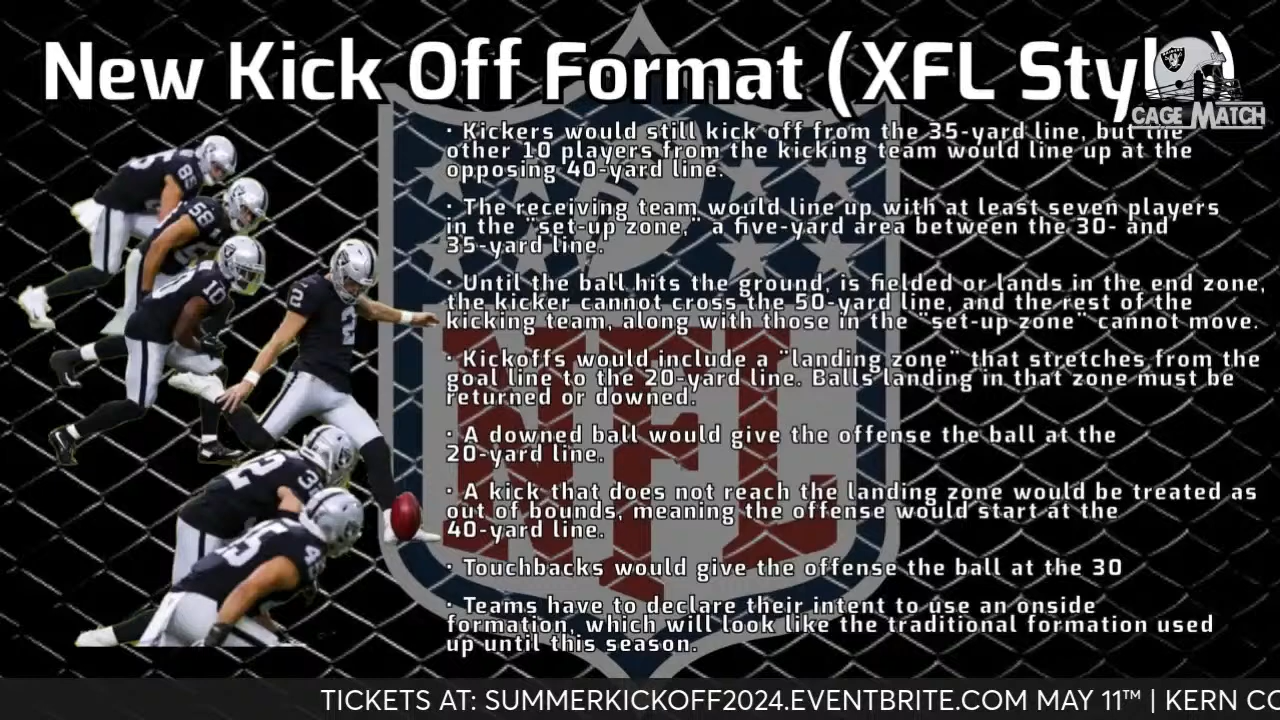 New Kick Off Format (XFL Style)
CAGE MATCH
· Kickers would still kick off from the 35-yard line, but the
other 10 players from the kicking team would line up at the
opposing 40-yard line.
· The receiving team would line up with at least seven players
in the "set-up zone," a five-yard area between the 30- and
35-yard line.
· Until the ball hits the ground, is fielded or lands in the end zone,
the kicker cannot cross the 50-yard line, and the rest of the
kicking team, along with those in the "set-up zone" cannot move.
· Kickoffs would include a "landing zone" that stretches from the
goal line to the 20-yard line. Balls landing in that zone must be
returned or downed.
· A downed ball would give the offense the ball at the
20-yard line.
· A kick that does not reach the landing zone would be treated as
out of bounds, meaning the offense would start at the
40-yard line.
· Touchbacks would give the offense the ball at the 30
· Teams have to declare their intent to use an onside
formation, which will look like the traditional formation used
up until this season.
NFL
85
58
10
2
32
45
TICKETS AT: SUMMERKICKOFF2024.EVENTBRITE.COM MAY 11™ | KERN CO